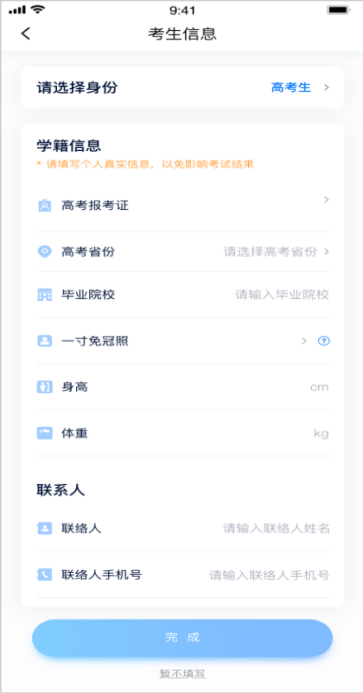 9:41
考生信息
请选择身份 高考生
学籍信息
* 请填写个人真实信息、以免影响考试结果
高考报考证
高考省份 请选择高考省份
毕业院校 请输入毕业院校
一寸免冠照
身高 cm
体重 kg
联系人
联络人 请输入联络人姓名
联络人手机号 请输入联络人手机号
完 成
暂不填写